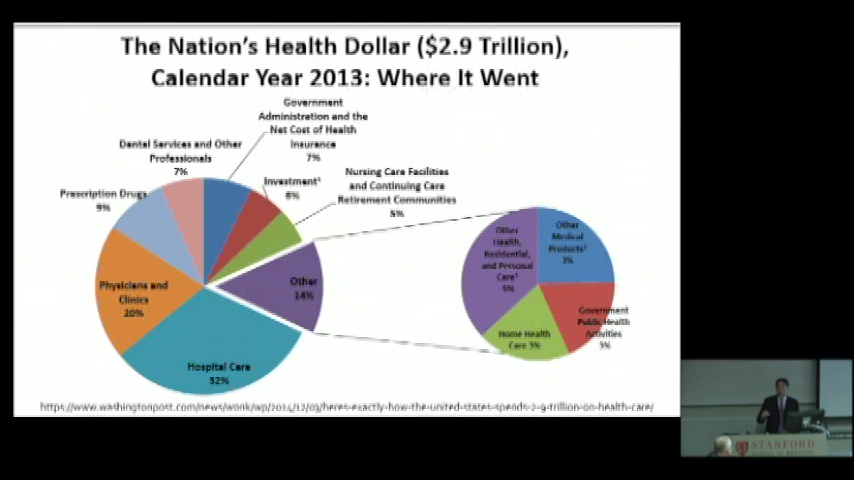 The Nation's Health Dollar ($2.9 Trillion),
Calendar Year 2013: Where It Went
Government
Administration and the
Net Cost of Health
Insurance
7%
Dental Services and Other
Professionals
7%
Investment¹
6%
Nursing Care Facilities
and Continuing Care
Retirement Communities
5%
Prescription Drugs
9%
Physicians and
Clinics
20%
Hospital Care
32%
Other
14%
Other
Health,
Residential,
and Personal
Care³
5%
Other
Medical
Products²
3%
Government
Public Health
Activities
3%
Home Health
Care 3%
https://www.washingtonpost.com/news/wonk/wp/2014/12/03/heres-exactly-how-the-united-states-spends-2-9-trillion-on-health-care/
STANFORD